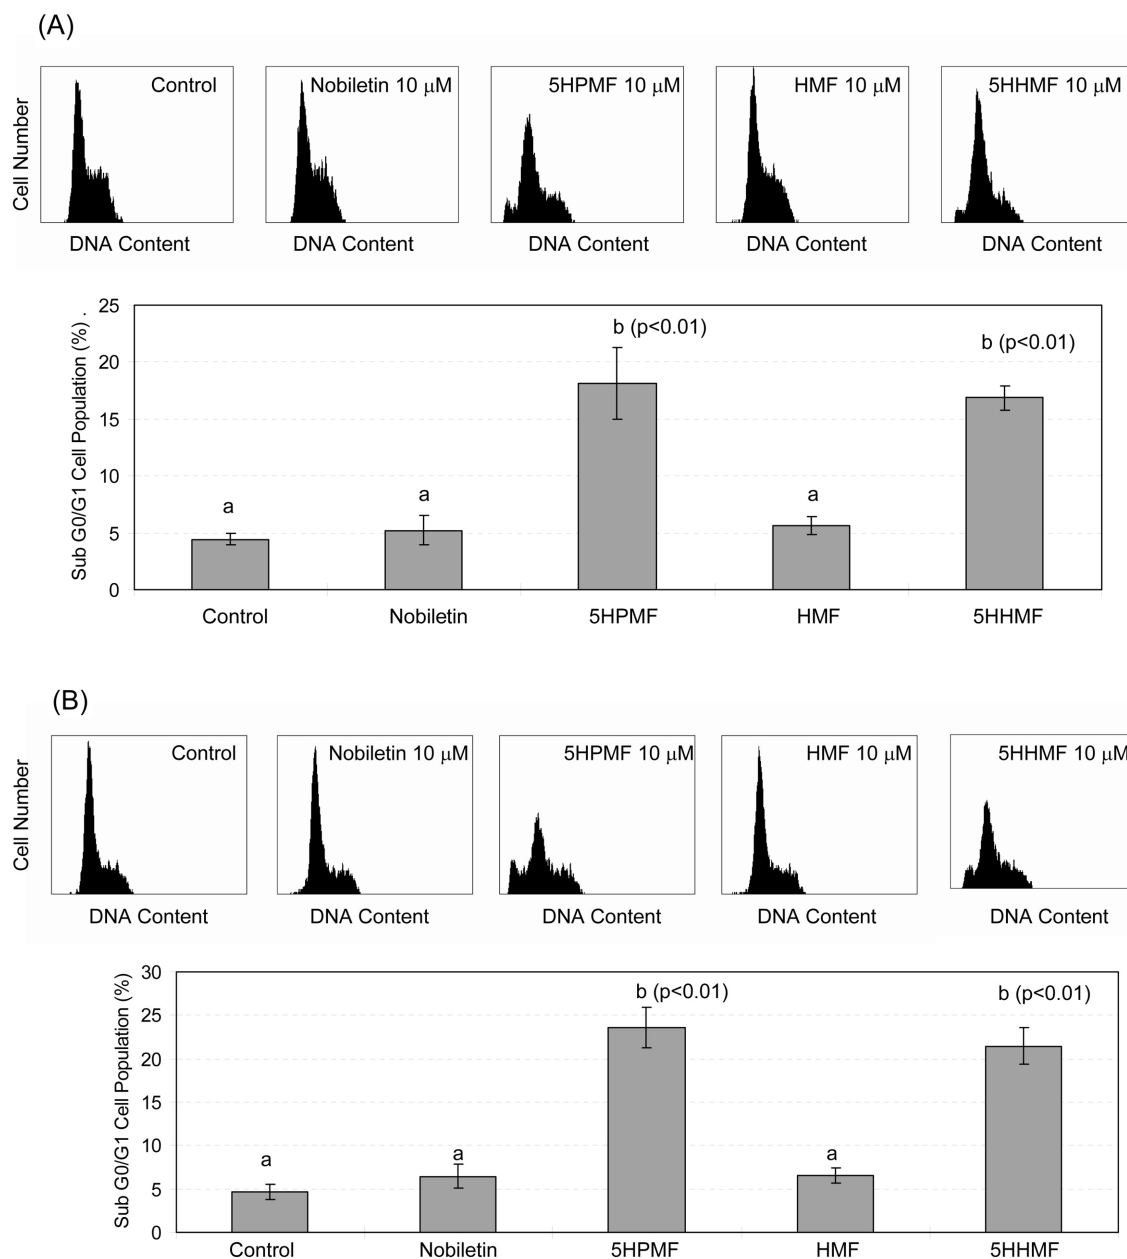 (A)
Control
Nobiletin 10 μM
5HPMF 10 μM
HMF 10 μM
5HHMF 10 μM
Cell Number
DNA Content
DNA Content
DNA Content
DNA Content
DNA Content
Sub G0/G1 Cell Population (%) .
25
20
15
10
5
0
a
a
b (p<0.01)
a
b (p<0.01)
Control
Nobiletin
5HPMF
HMF
5HHMF
(B)
Control
Nobiletin 10 μM
5HPMF 10 μM
HMF 10 μM
5HHMF 10 μM
Cell Number
DNA Content
DNA Content
DNA Content
DNA Content
DNA Content
Sub G0/G1 Cell Population (%)
30
25
20
15
10
5
0
a
a
b (p<0.01)
a
b (p<0.01)
Control
Nobiletin
5HPMF
HMF
5HHMF